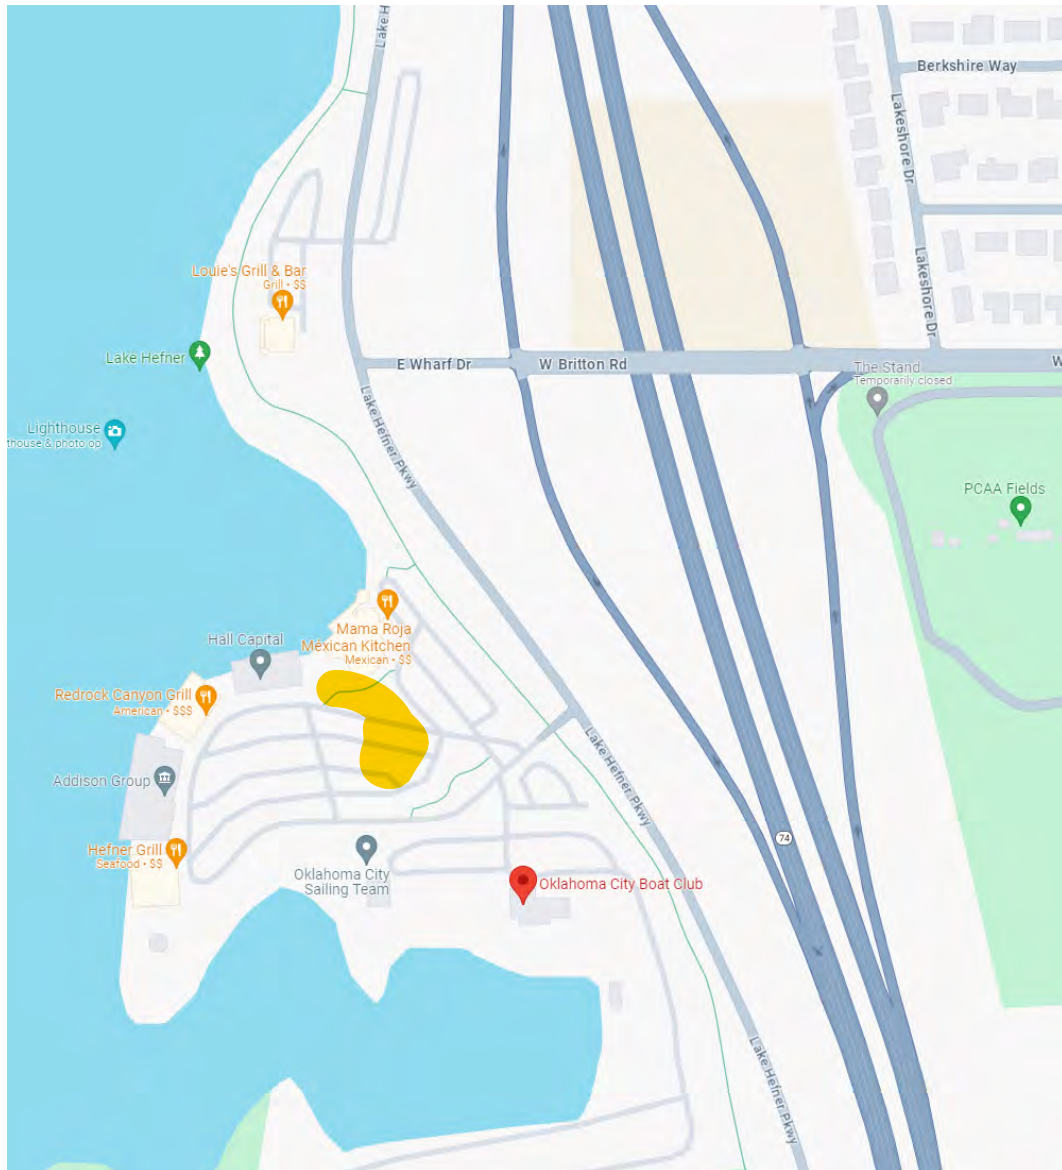 Lake H
Berkshire Way
Lakeshore Dr
Louie's Grill & Bar
Grill • $$
Lakeshore Dr
Lake Hefner
E Wharf Dr
W Britton Rd
W
The Stand
Temporarily closed
Lighthouse
thouse & photo op
Lake Hefner Pkwy
PCAA Fields
Mama Roja
Mexican Kitchen
Mexican • $$
Hall Capital
Redrock Canyon Grill
American • $$$
Lake Hefner Pkwy
Addison Group
74
Hefner Grill
Seafood • $$
Oklahoma City
Sailing Team
Oklahoma City Boat Club
Lake Hefner Pkwy